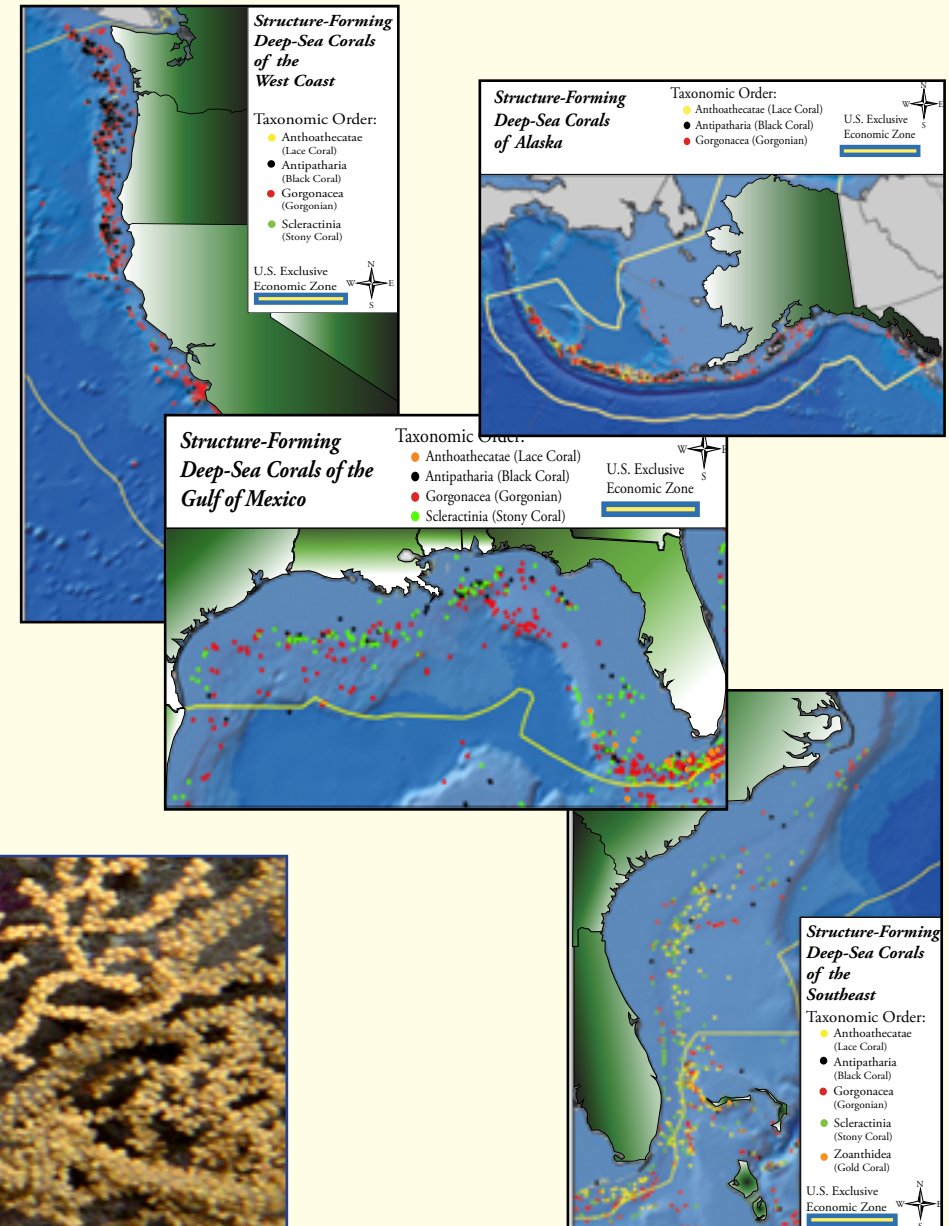 Structure-Forming
Deep-Sea Corals
of the
West Coast
Taxonomic Order:
Anthoathecatae
(Lace Coral)
Antipatharia
(Black Coral)
Gorgonacea
(Gorgonian)
Scleractinia
(Stony Coral)
U.S. Exclusive
Economic Zone
N
W E
S
Structure-Forming
Deep-Sea Corals
of Alaska
Taxonomic Order:
Anthoathecatae (Lace Coral)
Antipatharia (Black Coral)
Gorgonacea (Gorgonian)
U.S. Exclusive
Economic Zone
N
W E
S
Structure-Forming
Deep-Sea Corals of the
Gulf of Mexico
Taxonomic Order:
Anthoathecatae (Lace Coral)
Antipatharia (Black Coral)
Gorgonacea (Gorgonian)
Scleractinia (Stony Coral)
U.S. Exclusive
Economic Zone
W E
S
Structure-Forming
Deep-Sea Corals
of the
Southeast
Taxonomic Order:
Anthoathecatae
(Lace Coral)
Antipatharia
(Black Coral)
Gorgonacea
(Gorgonian)
Scleractinia
(Stony Coral)
Zoanthidea
(Gold Coral)
U.S. Exclusive
Economic Zone
N
W E
S